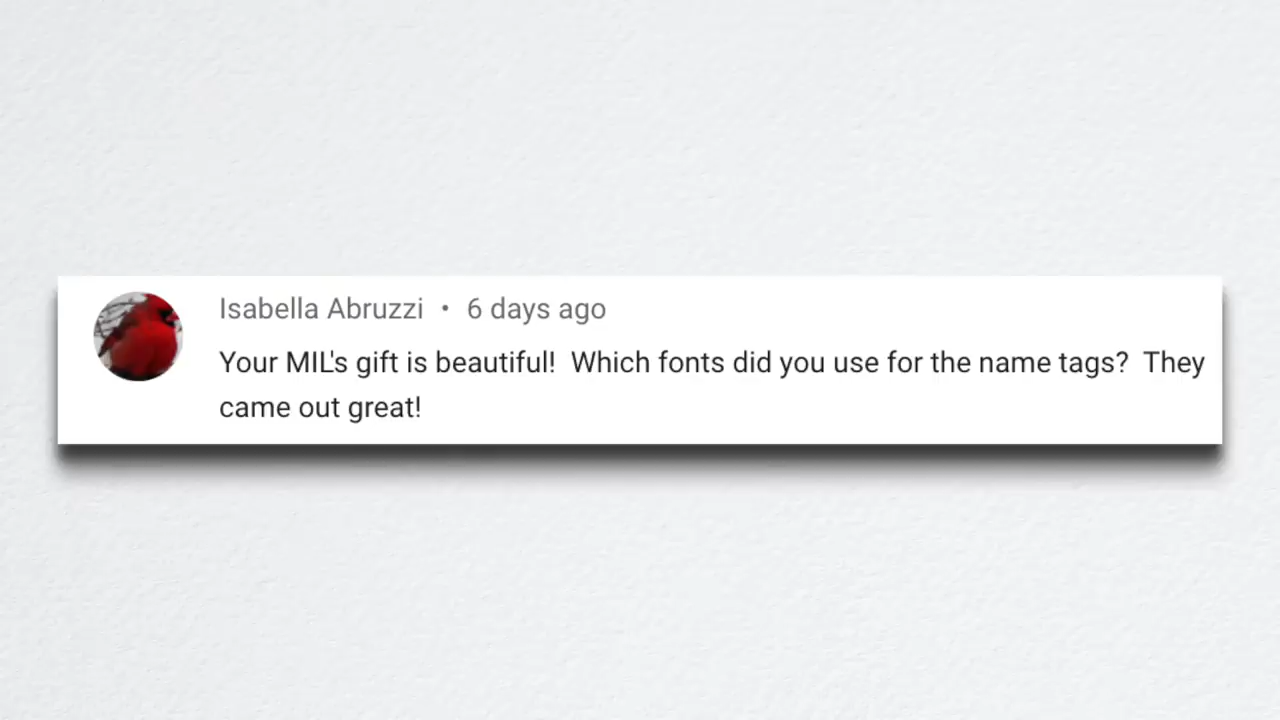 Isabella Abruzzi • 6 days ago
Your MIL's gift is beautiful!  Which fonts did you use for the name tags?  They
came out great!